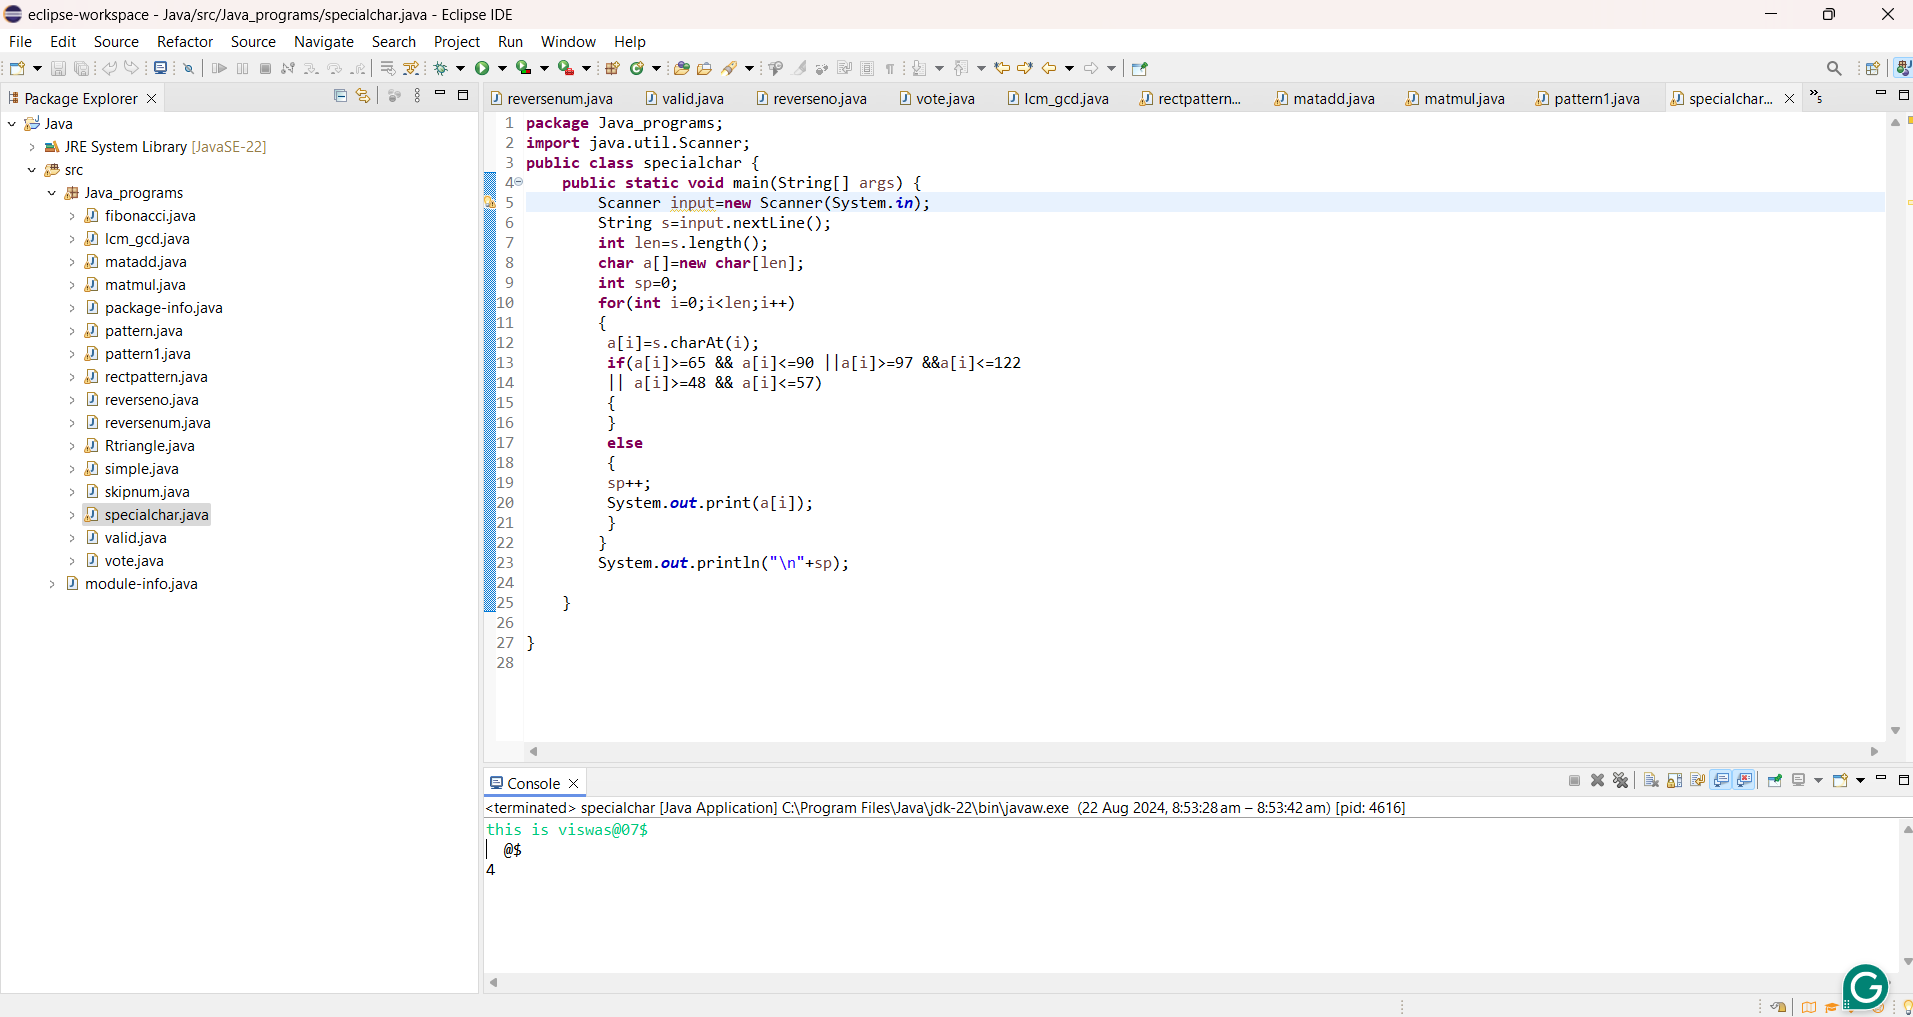 eclipse-workspace - Java/src/Java_programs/specialchar.java - Eclipse IDE
File Edit Source Refactor Source Navigate Search Project Run Window Help
Package Explorer
Java
JRE System Library [JavaSE-22]
src
Java_programs
fibonacci.java
lcm_gcd.java
matadd.java
matmul.java
package-info.java
pattern.java
pattern1.java
rectpattern.java
reverseno.java
reversenum.java
Rtriangle.java
simple.java
skipnum.java
specialchar.java
valid.java
vote.java
module-info.java
reversenum.java valid.java reverseno.java vote.java lcm_gcd.java rectpattern... matadd.java matmul.java pattern1.java specialchar... »5
1 package Java_programs;
2 import java.util.Scanner;
3 public class specialchar {
4 public static void main(String[] args) {
5 Scanner input=new Scanner(System.in);
6 String s=input.nextLine();
7 int len=s.length();
8 char a[]=new char[len];
9 int sp=0;
10 for(int i=0;i<len;i++)
11 {
12 a[i]=s.charAt(i);
13 if(a[i]>=65 && a[i]<=90 ||a[i]>=97 &&a[i]<=122
14 || a[i]>=48 && a[i]<=57)
15 {
16 }
17 else
18 {
19 sp++;
20 System.out.print(a[i]);
21 }
22 }
23 System.out.println("\n"+sp);
24
25 }
26
27 }
28
Console
<terminated> specialchar [Java Application] C:\Program Files\Java\jdk-22\bin\javaw.exe (22 Aug 2024, 8:53:28 am – 8:53:42 am) [pid: 4616]
this is viswas@07$
@$
4